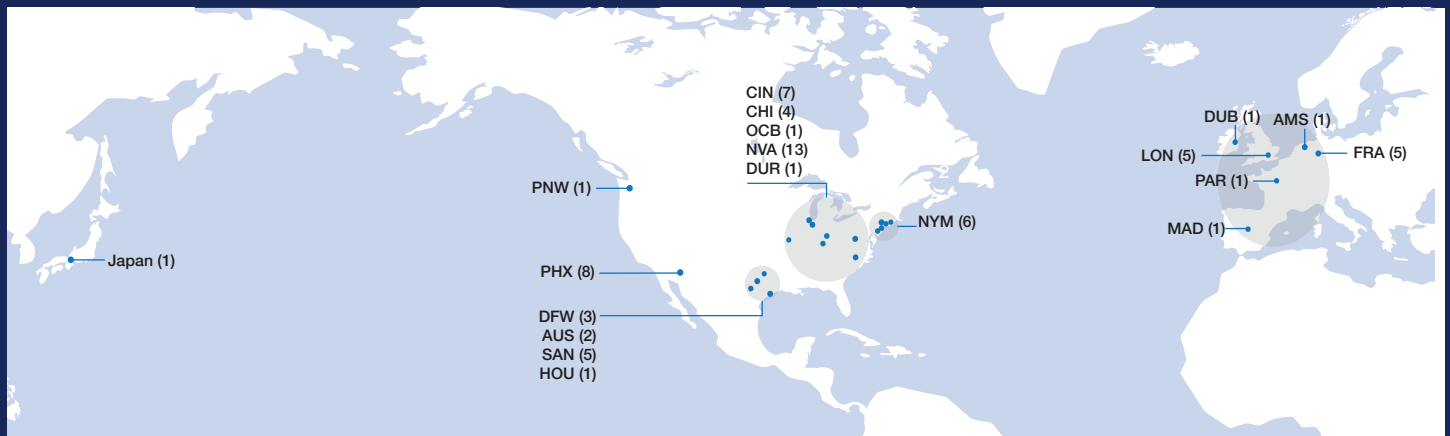 CIN (7)
CHI (4)
OCB (1)
NVA (13)
DUR (1)
DUB (1)
AMS (1)
LON (5)
FRA (5)
PAR (1)
PNW (1)
NYM (6)
MAD (1)
Japan (1)
PHX (8)
DFW (3)
AUS (2)
SAN (5)
HOU (1)